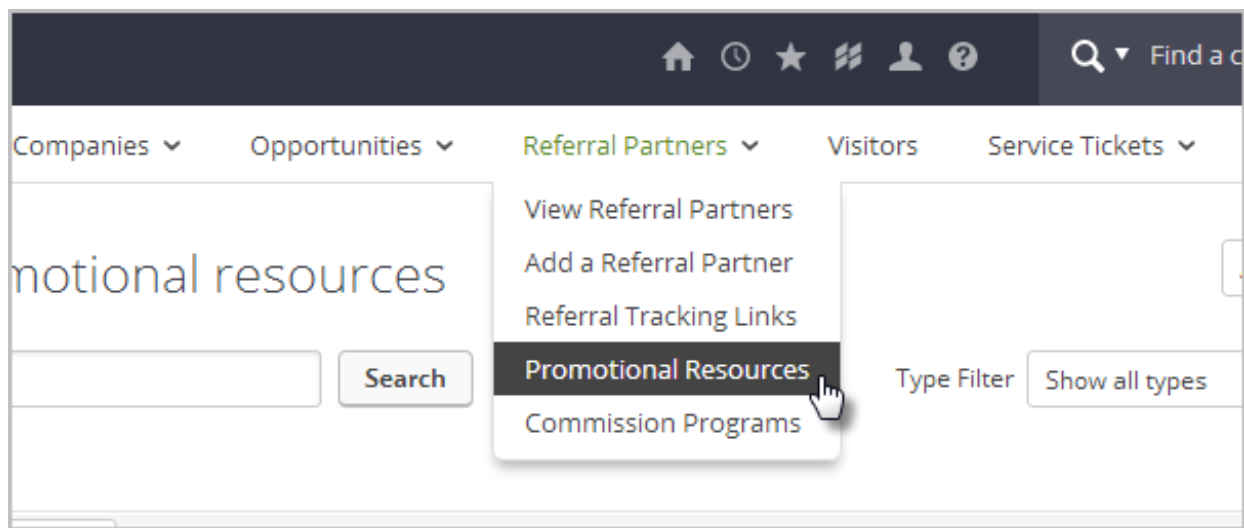 Find a c
Companies Opportunities Referral Partners Visitors Service Tickets
View Referral Partners
Add a Referral Partner
Referral Tracking Links
Promotional Resources
Commission Programs
motional resources
Search
Type Filter Show all types